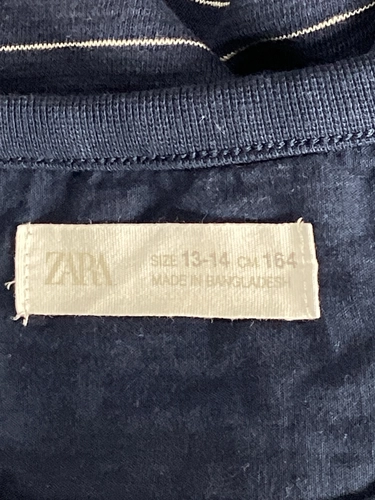 ZARA
SIZE 13-14 CM 164
MADE IN BANGLADESH